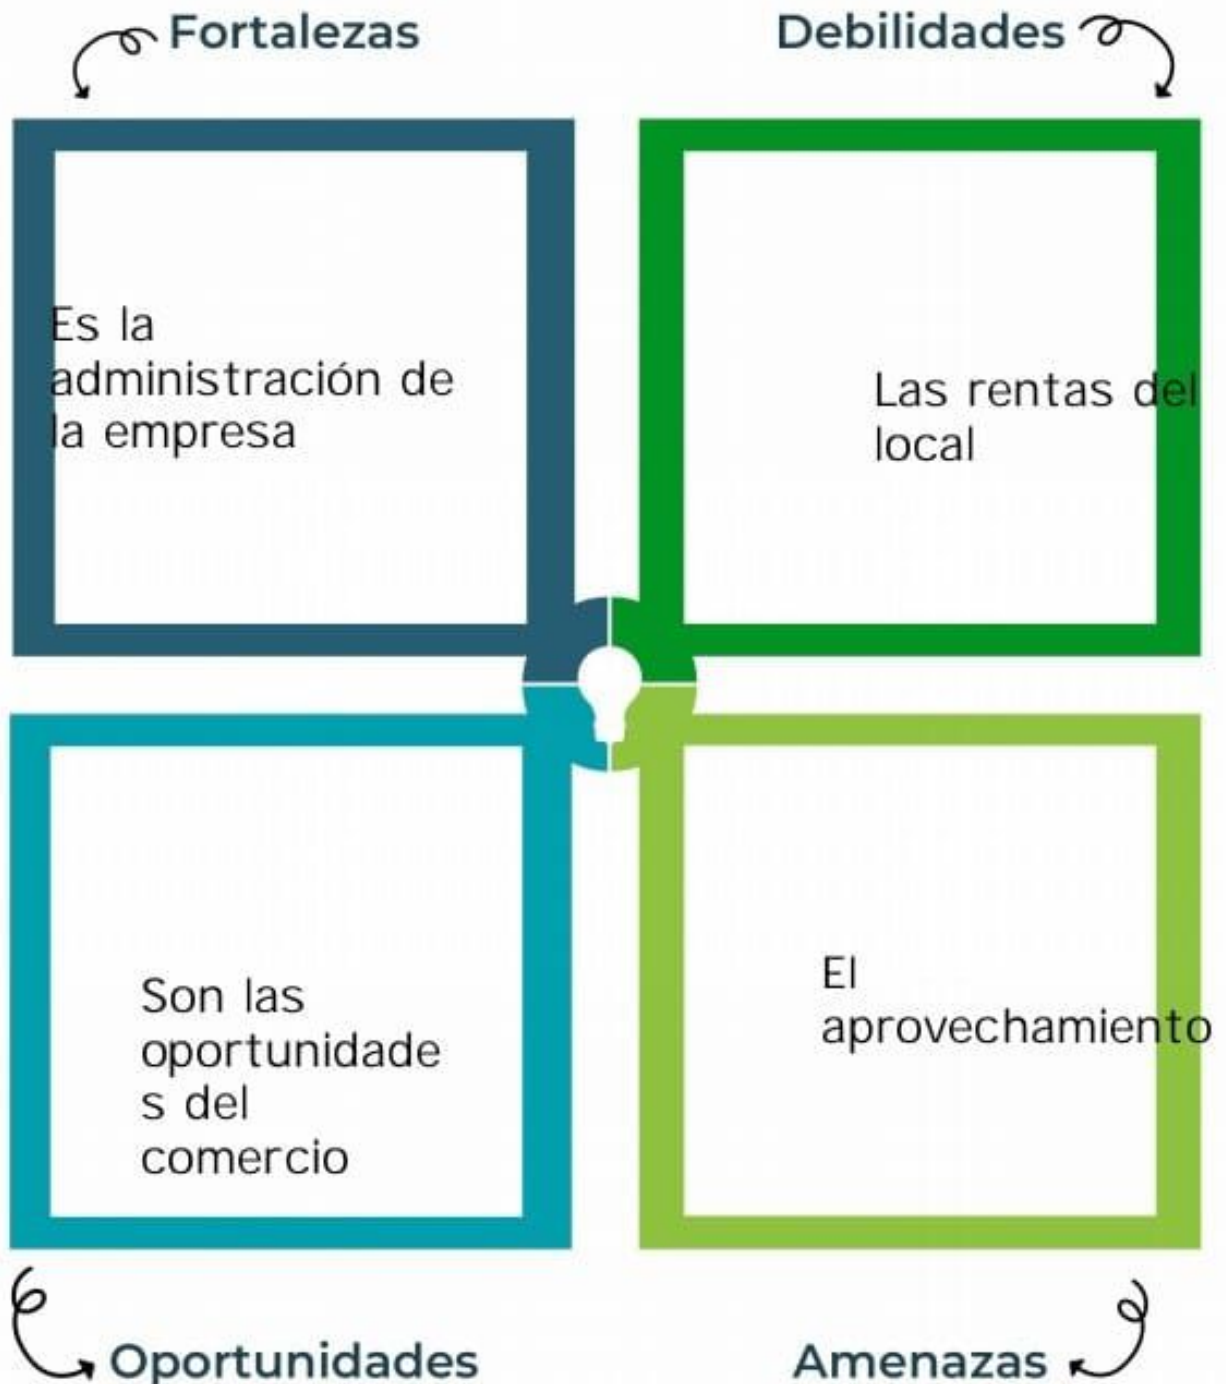 Fortalezas
Debilidades
Es la
administración de
la empresa
Las rentas del
local
Son las
oportunidade
s del
comercio
El
aprovechamiento
Oportunidades
Amenazas